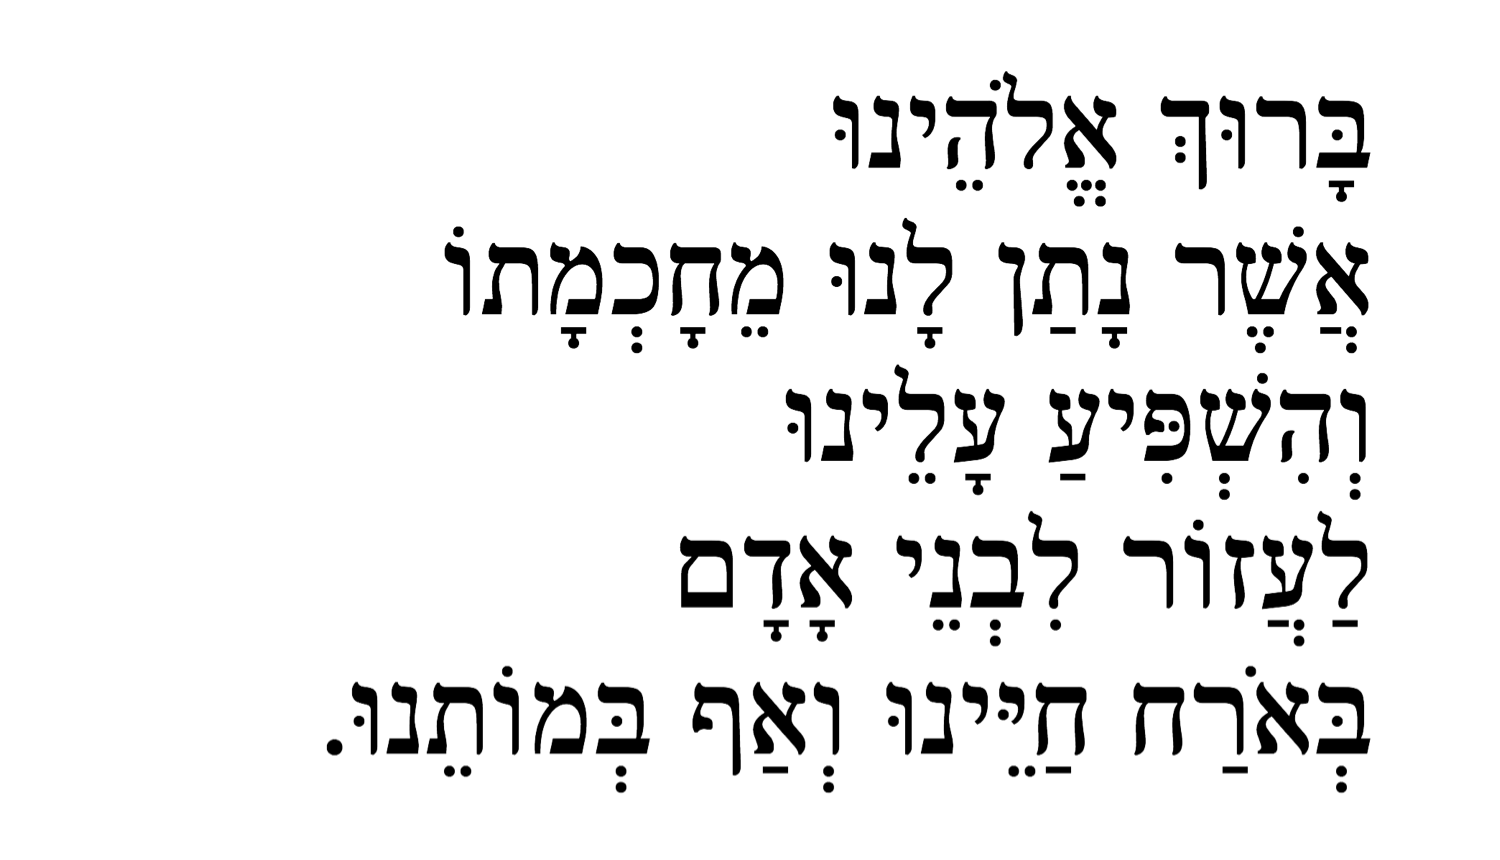 בָּרוּךְ אֱלֹהֵינוּ
אֲשֶׁר נָתַן לָנוּ מֵחָכְמָתוֹ
וְהִשְׁפִּיעַ עָלֵינוּ
לַעֲזוֹר לִבְנֵי אָדָם
בְּאֹרַח חַיֵּינוּ וְאַף בְּמוֹתֵנוּ.